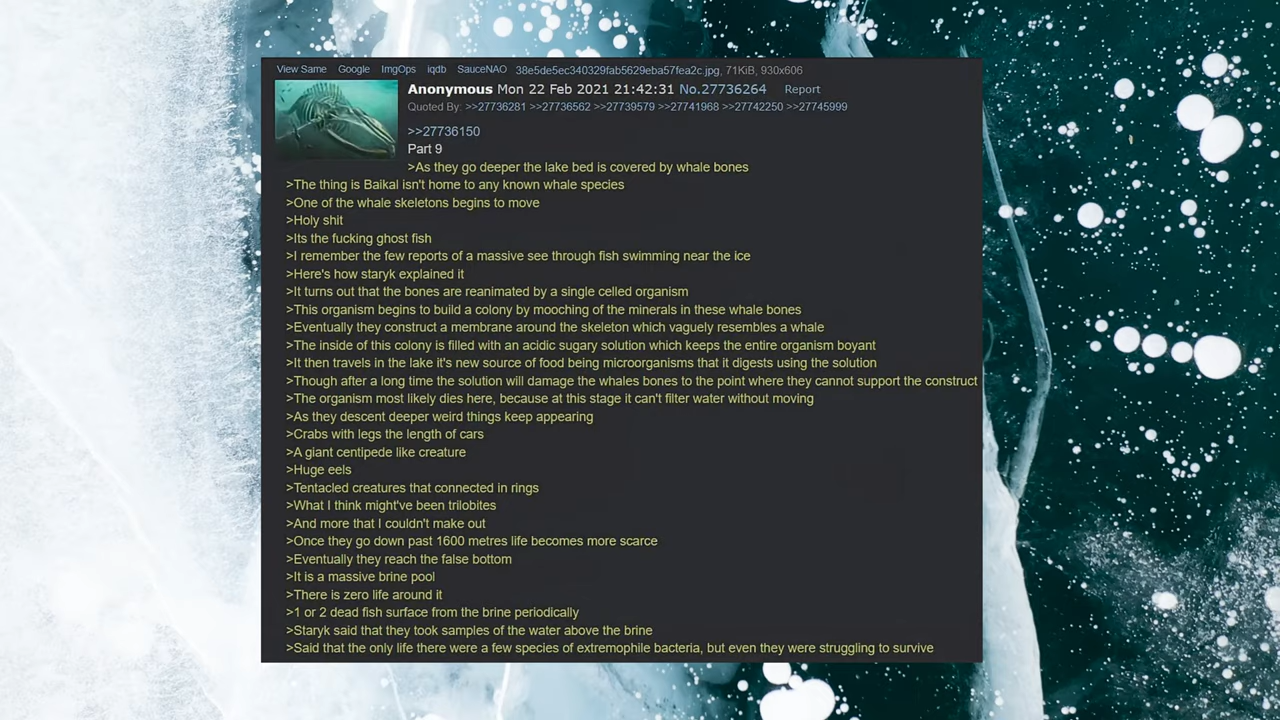 View Same Google ImgOps iqdb SauceNAO 38e5de5ec340329fab5629eba57fea2c.jpg, 71KiB, 930x606
Anonymous Mon 22 Feb 2021 21:42:31 No.27736264 Report
Quoted By: >>27736281 >>27736562 >>27739579 >>27741968 >>27742250 >>27745999
>>27736150
Part 9
>As they go deeper the lake bed is covered by whale bones
>The thing is Baikal isn't home to any known whale species
>One of the whale skeletons begins to move
>Holy shit
>Its the fucking ghost fish
>I remember the few reports of a massive see through fish swimming near the ice
>Here's how staryk explained it
>It turns out that the bones are reanimated by a single celled organism
>This organism begins to build a colony by mooching of the minerals in these whale bones
>Eventually they construct a membrane around the skeleton which vaguely resembles a whale
>The inside of this colony is filled with an acidic sugary solution which keeps the entire organism boyant
>It then travels in the lake it's new source of food being microorganisms that it digests using the solution
>Though after a long time the solution will damage the whales bones to the point where they cannot support the construct
>The organism most likely dies here, because at this stage it can't filter water without moving
>As they descent deeper weird things keep appearing
>Crabs with legs the length of cars
>A giant centipede like creature
>Huge eels
>Tentacled creatures that connected in rings
>What I think might've been trilobites
>And more that I couldn't make out
>Once they go down past 1600 metres life becomes more scarce
>Eventually they reach the false bottom
>It is a massive brine pool
>There is zero life around it
>1 or 2 dead fish surface from the brine periodically
>Staryk said that they took samples of the water above the brine
>Said that the only life there were a few species of extremophile bacteria, but even they were struggling to survive